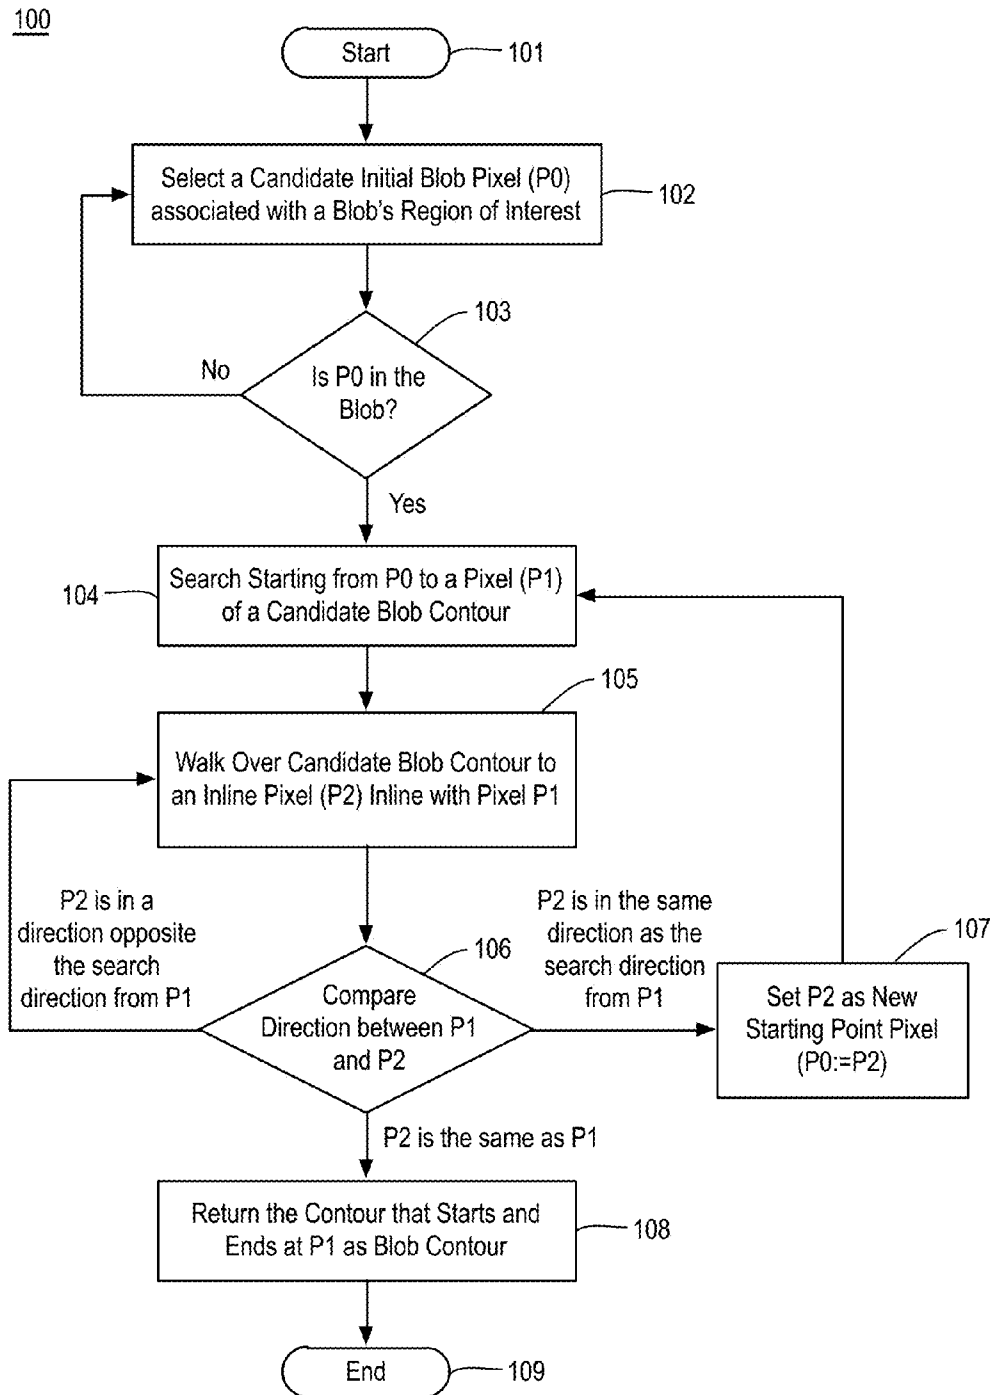 100
Start
101
Select a Candidate Initial Blob Pixel (P0)
associated with a Blob's Region of Interest
102
103
No
Is P0 in the
Blob?
Yes
104
Search Starting from P0 to a Pixel (P1)
of a Candidate Blob Contour
105
Walk Over Candidate Blob Contour to
an Inline Pixel (P2) Inline with Pixel P1
P2 is in a
direction opposite
the search
direction from P1
106
Compare
Direction between P1
and P2
P2 is in the same
direction as the
search direction
from P1
107
Set P2 as New
Starting Point Pixel
(P0:=P2)
P2 is the same as P1
Return the Contour that Starts and
Ends at P1 as Blob Contour
108
End
109